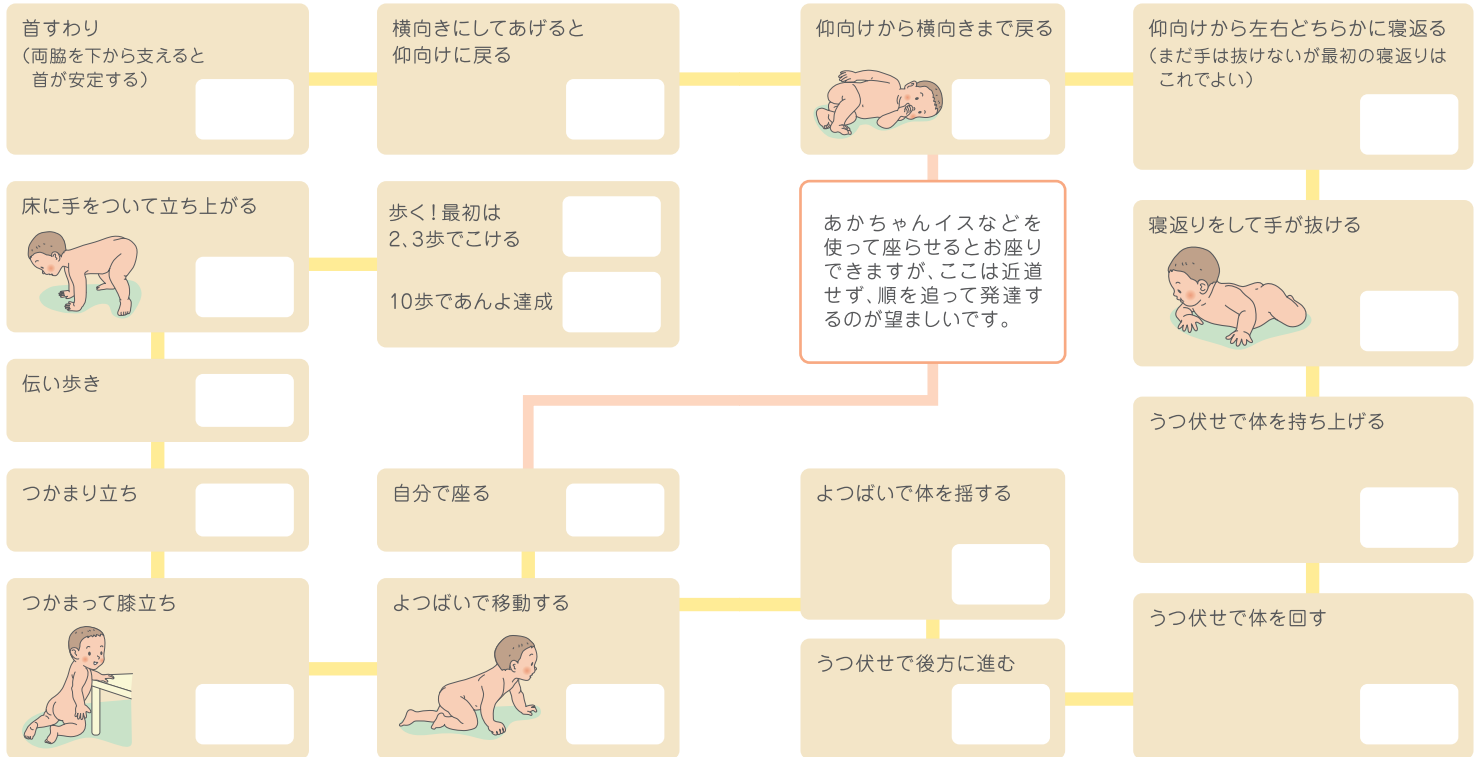 首すわり
（両脇を下から支えると
首が安定する）
横向きにしてあげると
仰向けに戻る
仰向けから横向きまで戻る
仰向けから左右どちらかに寝返る
（まだ手は抜けないが最初の寝返りは
これでよい）
寝返りをして手が抜ける
うつ伏せで体を持ち上げる
うつ伏せで体を回す
うつ伏せで後方に進む
よつばいで体を揺する
よつばいで移動する
自分で座る
あかちゃんイスなどを
使って座らせるとお座り
できますが、ここは近道
せず、順を追って発達す
るのが望ましいです。
つかまって膝立ち
つかまり立ち
伝い歩き
床に手をついて立ち上がる
歩く！最初は
2、3歩でこける
10歩であんよ達成